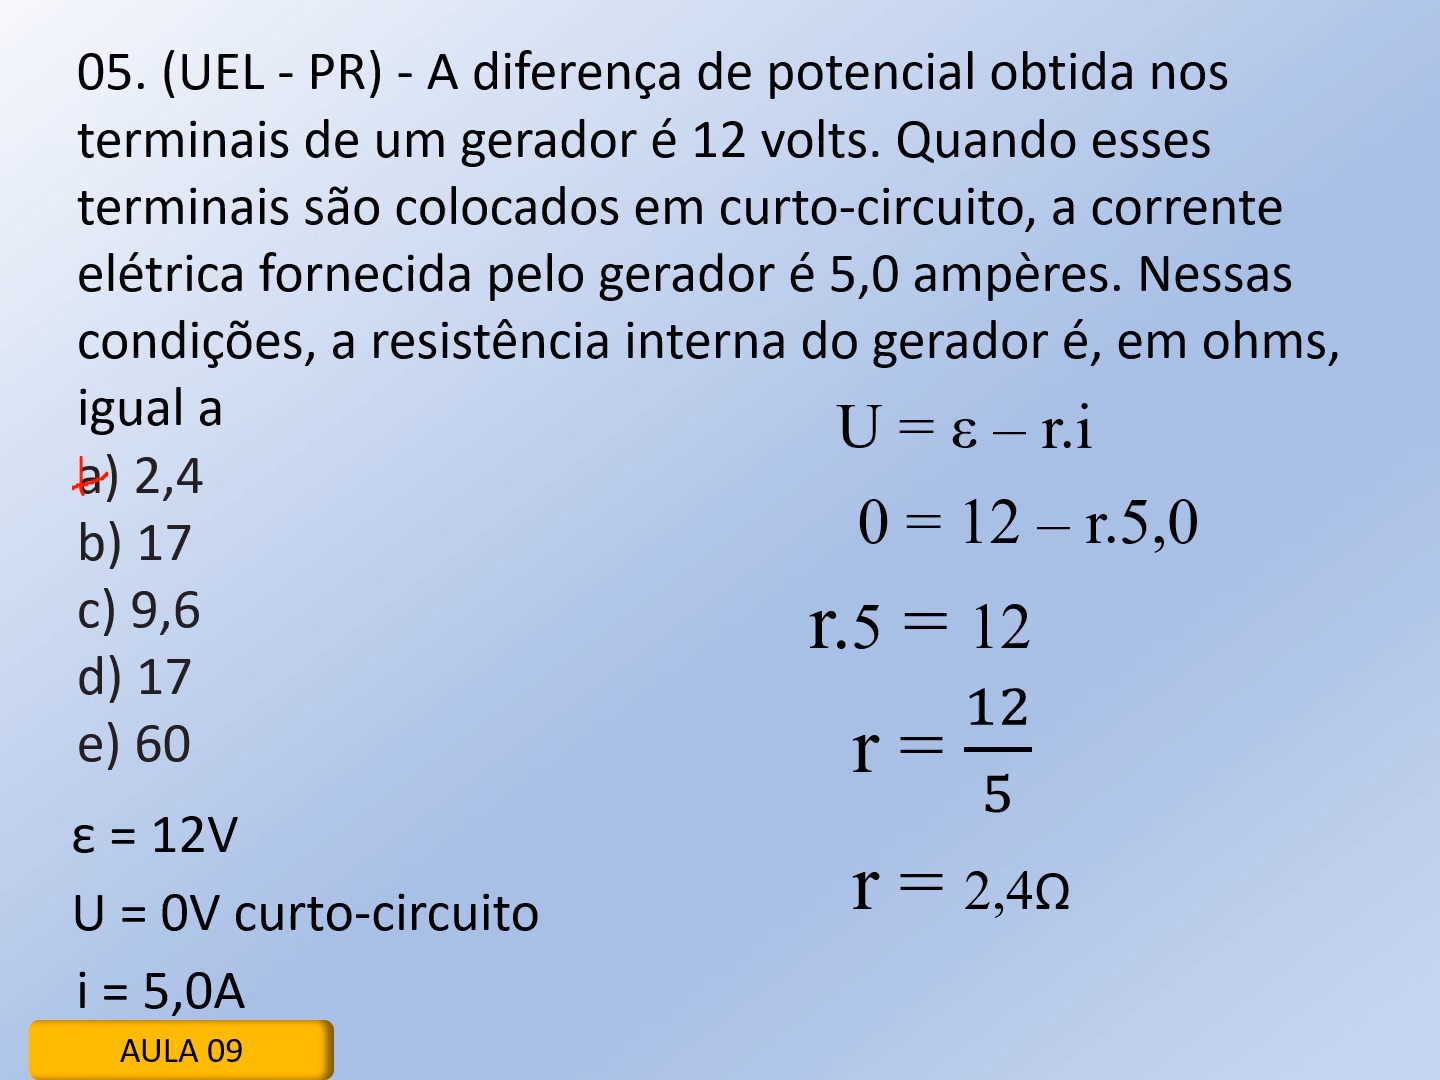 05. (UEL - PR) - A diferença de potencial obtida nos
terminais de um gerador é 12 volts. Quando esses
terminais são colocados em curto-circuito, a corrente
elétrica fornecida pelo gerador é 5,0 ampères. Nessas
condições, a resistência interna do gerador é, em ohms,
igual a
a) 2,4
b) 17
c) 9,6
d) 17
e) 60
ε = 12V
U = 0V curto-circuito
i = 5,0A
U = ε – r.i
0 = 12 – r.5,0
r.5 = 12
r = 12/5
r = 2,4Ω
AULA 09